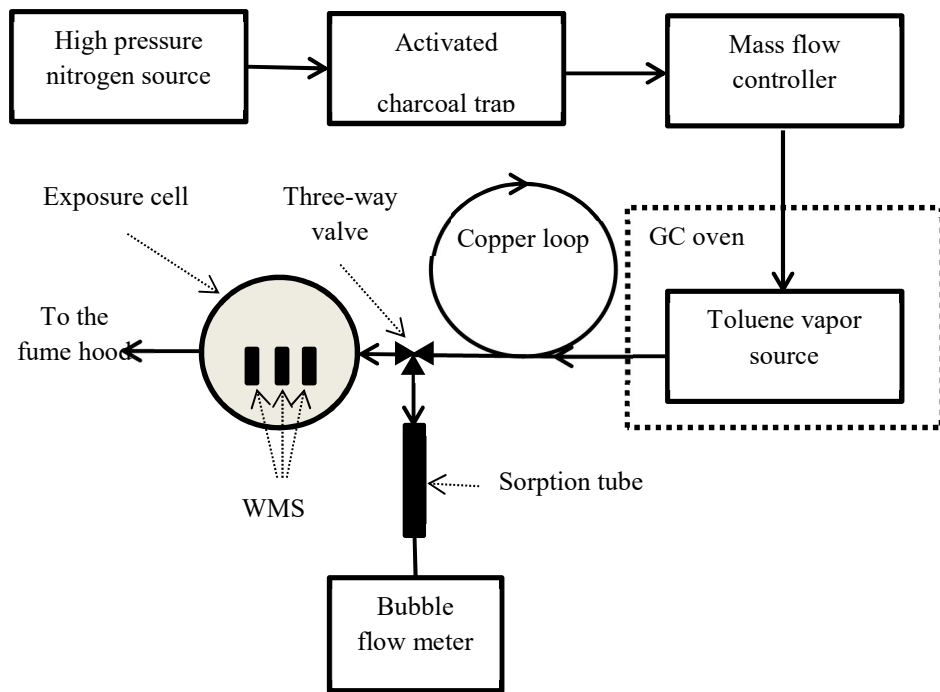 High pressure
nitrogen source
Activated
charcoal trap
Mass flow
controller
Exposure cell
Three-way
valve
Copper loop
GC oven
To the
fume hood
Toluene vapor
source
WMS
Sorption tube
Bubble
flow meter